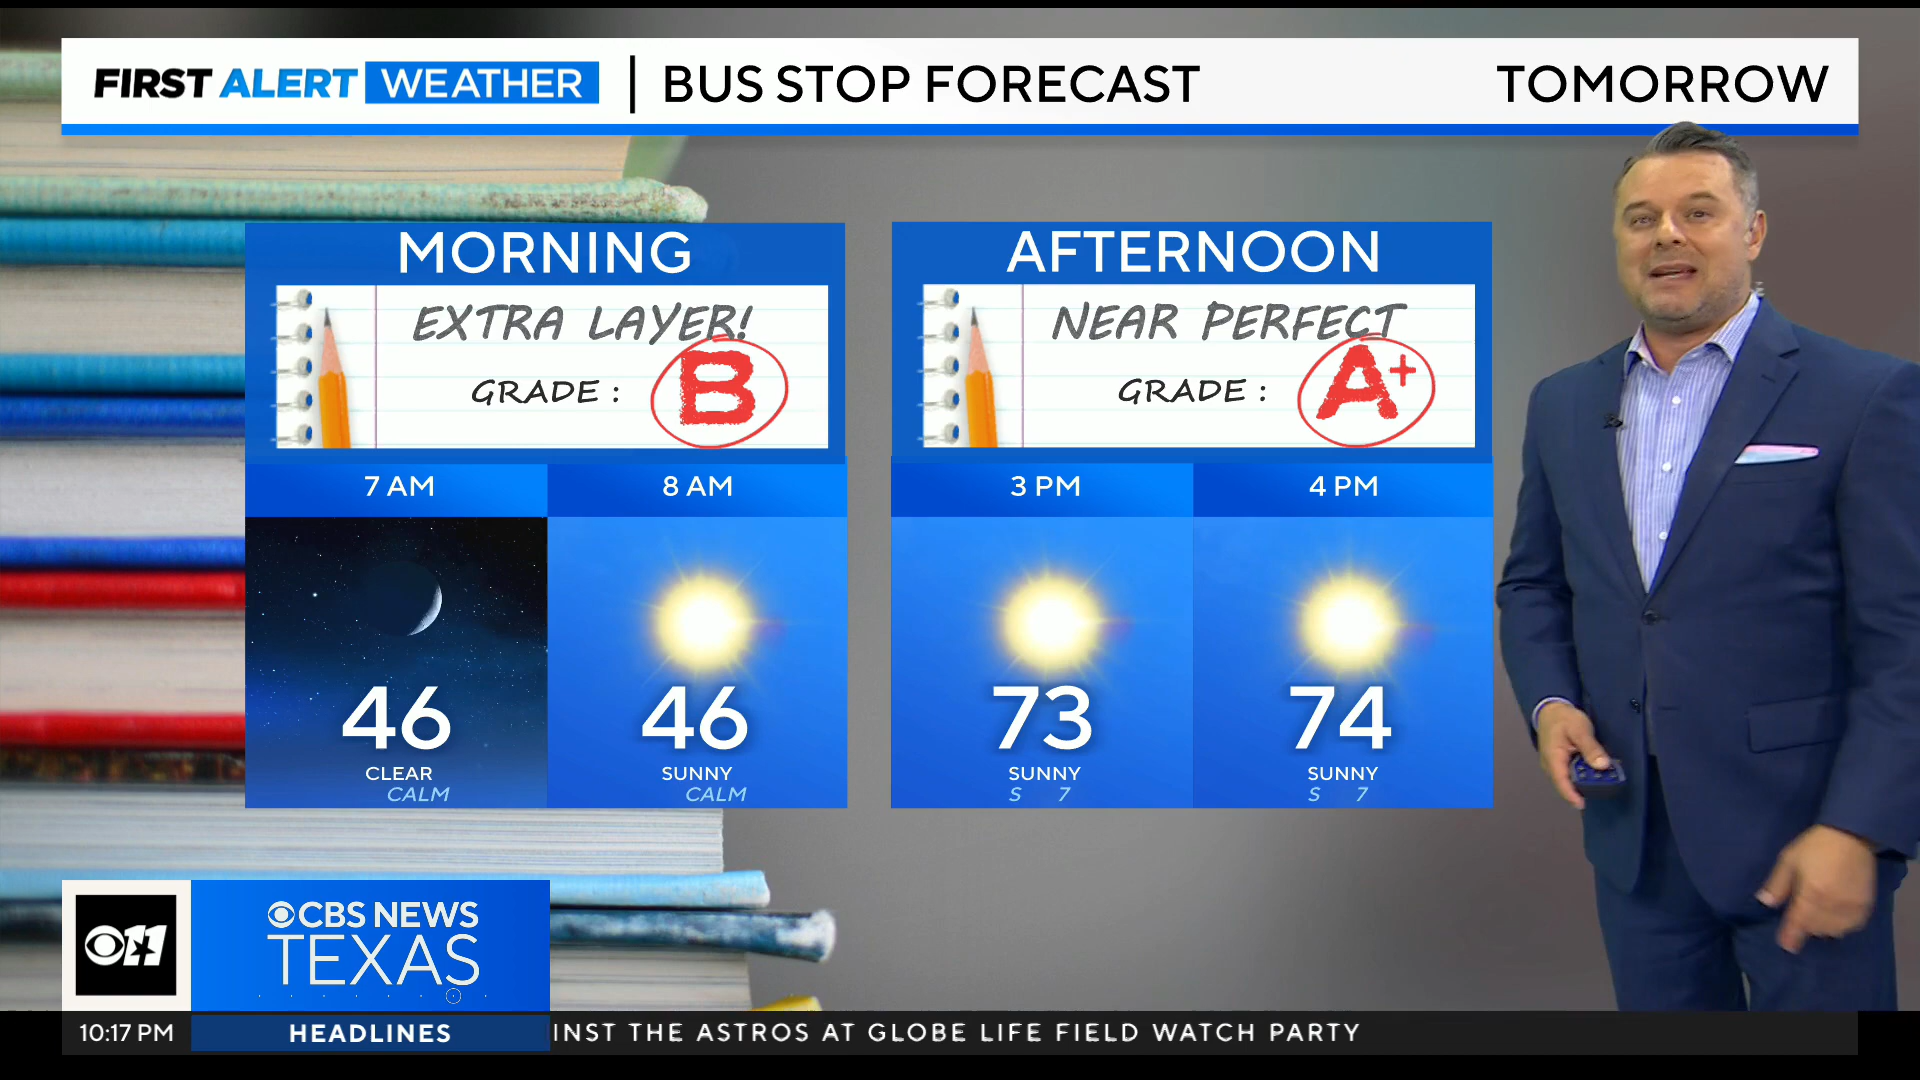 FIRST ALERT WEATHER | BUS STOP FORECAST TOMORROW
MORNING
EXTRA LAYER!
GRADE : B
7 AM 8 AM
46 46
CLEAR SUNNY
CALM CALM
AFTERNOON
NEAR PERFECT
GRADE : A+
3 PM 4 PM
73 74
SUNNY SUNNY
S 7 S 7
11
CBS NEWS
TEXAS
10:17 PM HEADLINES INST THE ASTROS AT GLOBE LIFE FIELD WATCH PARTY